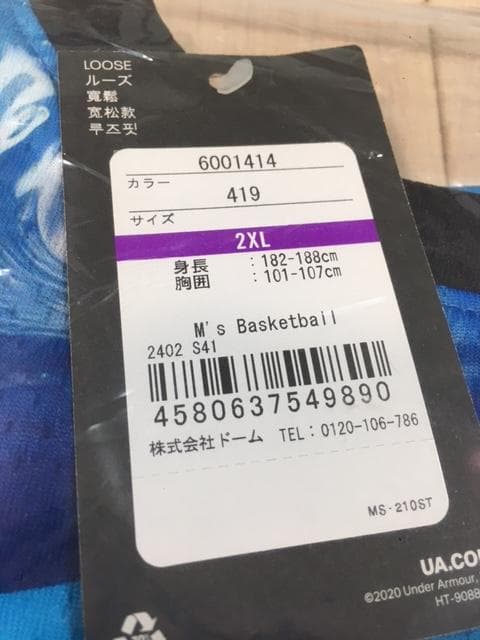 LOOSE
ルーズ
寬鬆
宽松款
루즈핏
6001414
カラー
419
サイズ
2XL
身長 : 182-188cm
胸囲 : 101-107cm
M's Basketball
2402 S41
4580637549890
株式会社ドーム TEL: 0120-106-786
MS-210ST
UA.CO
©2020 Under Armour,
HT-9088